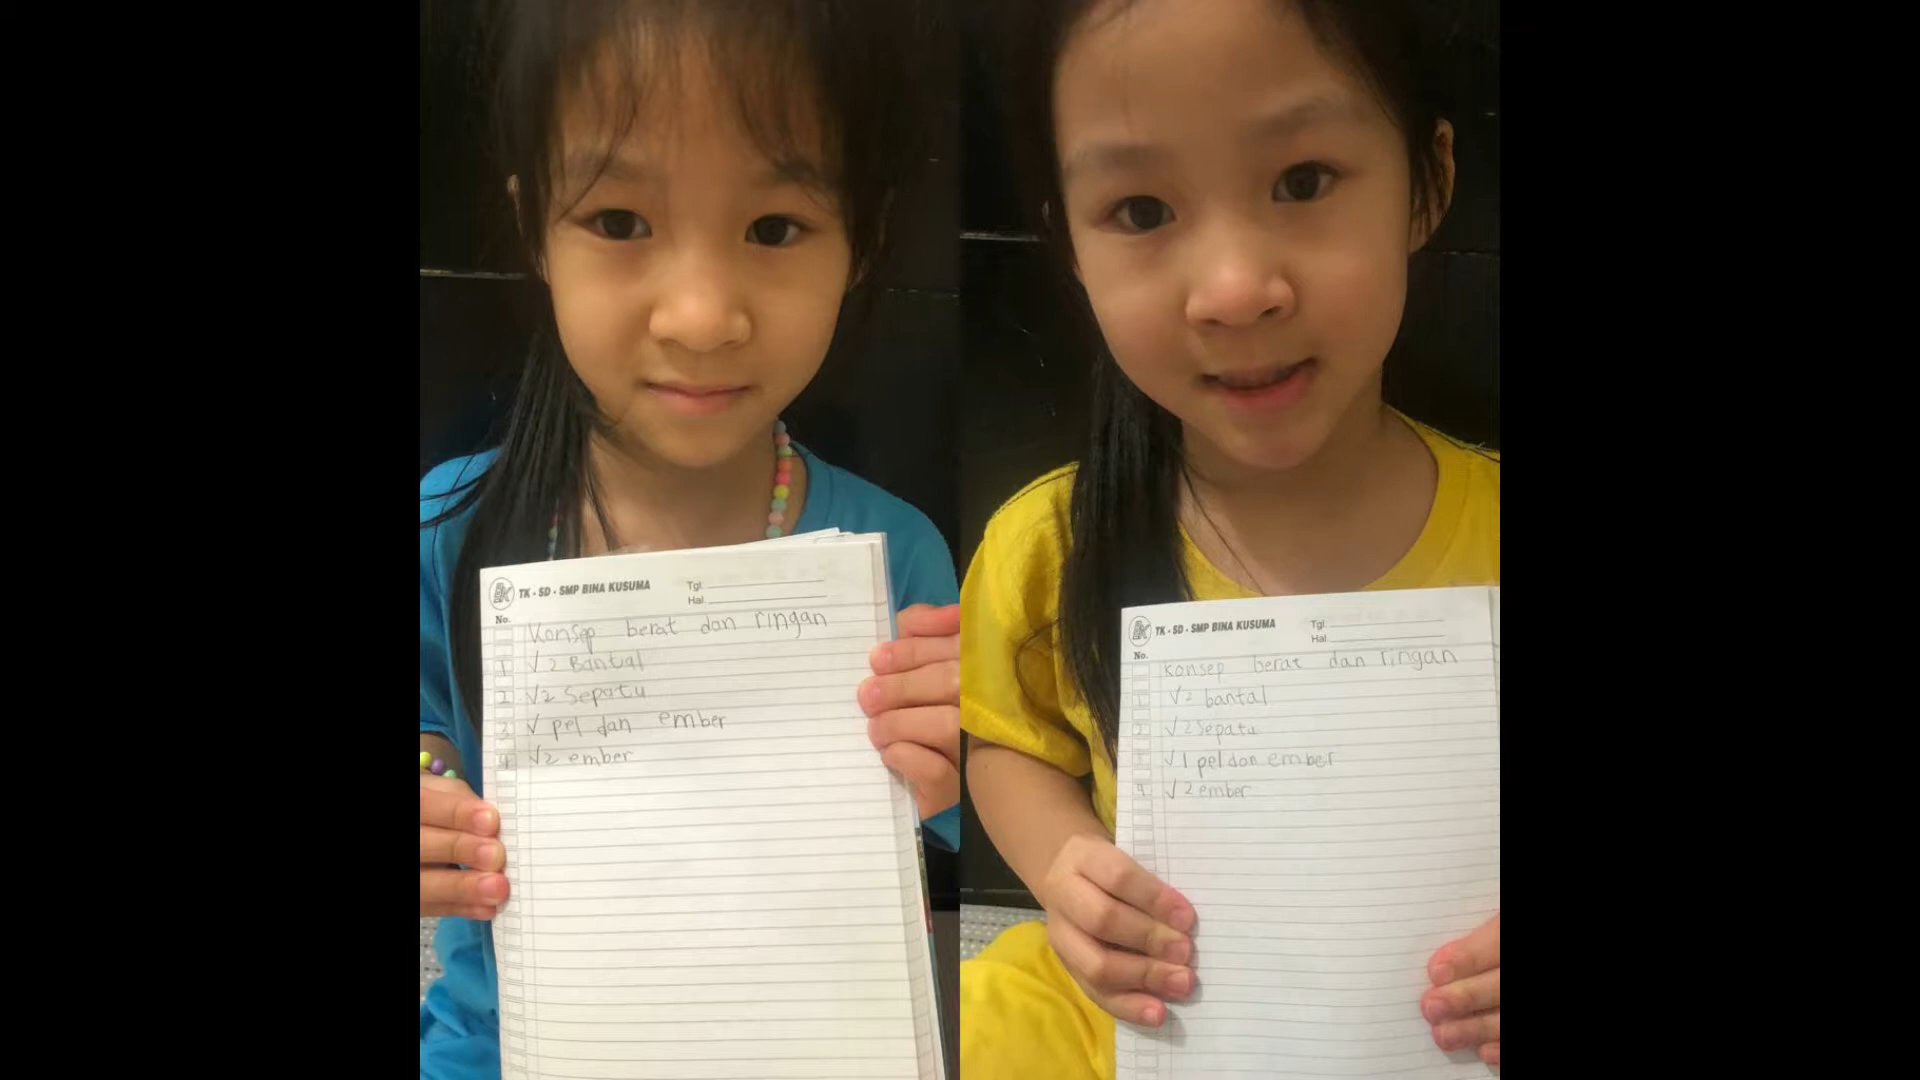 TK - SD - SMP BINA KUSUMA
Tgl.
Hal.
No.
Konsep berat dan ringan
1 √ 2 Bantal
2 √ 2 Sepatu
3 √ pel dan ember
4 √ 2 ember
TK - SD - SMP BINA KUSUMA
Tgl.
Hal.
No.
Konsep berat dan ringan
1 √ 2 bantal
2 √ 2 Sepatu
3 √ 1 pel dan ember
4 √ 2 ember